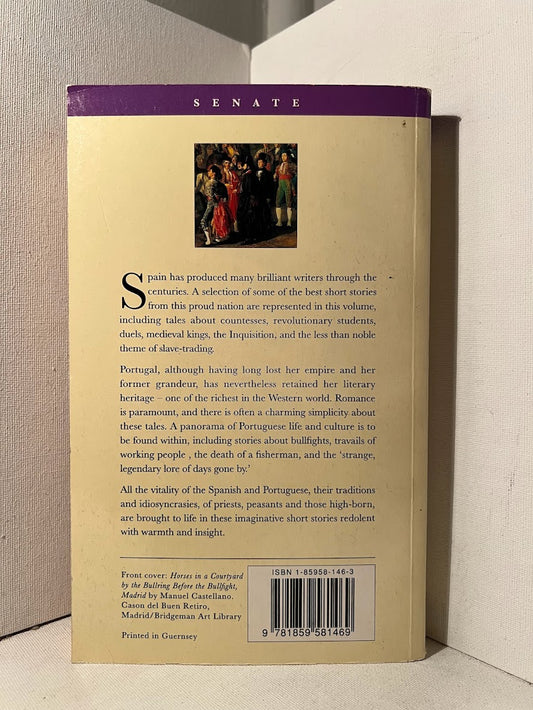 SENATE
Spain has produced many brilliant writers through the
centuries. A selection of some of the best short stories
from this proud nation are represented in this volume,
including tales about countesses, revolutionary students,
duels, medieval kings, the Inquisition, and the less than noble
theme of slave-trading.
Portugal, although having long lost her empire and her
former grandeur, has nevertheless retained her literary
heritage – one of the richest in the Western world. Romance
is paramount, and there is often a charming simplicity about
these tales. A panorama of Portuguese life and culture is to
be found within, including stories about bullfights, travails of
working people , the death of a fisherman, and the ‘strange,
legendary lore of days gone by.’
All the vitality of the Spanish and Portuguese, their traditions
and idiosyncrasies, of priests, peasants and those high-born,
are brought to life in these imaginative short stories redolent
with warmth and insight.
Front cover: Horses in a Courtyard
by the Bullring Before the Bullfight,
Madrid by Manuel Castellano.
Cason del Buen Retiro,
Madrid/Bridgeman Art Library
Printed in Guernsey
ISBN 1-85958-146-3
9 781859 581469